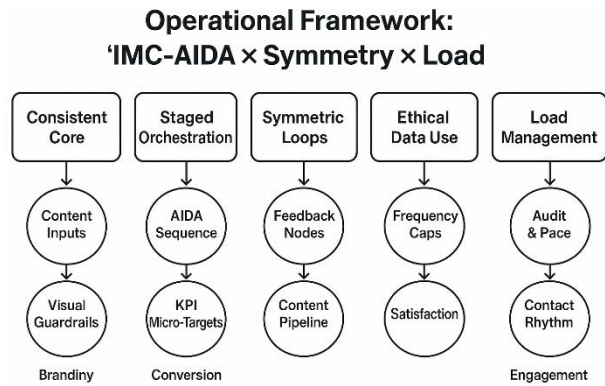 Operational Framework:
‘IMC-AIDA × Symmetry × Load
Consistent
Core
Staged
Orchestration
Symmetric
Loops
Ethical
Data Use
Load
Management
Content
Inputs
AIDA
Sequence
Feedback
Nodes
Frequency
Caps
Audit
& Pace
Visual
Guardrails
KPI
Micro-Targets
Content
Pipeline
Satisfaction
Contact
Rhythm
Brandiny
Conversion
Engagement